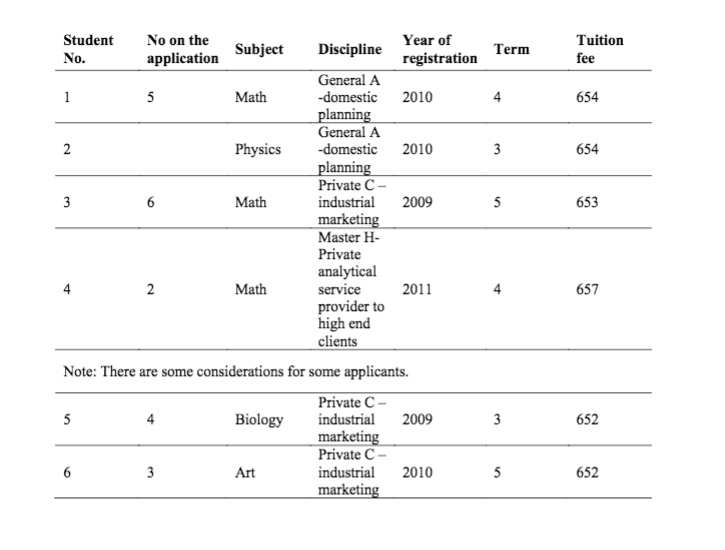 Student No. No on the application Subject Discipline Year of registration Term Tuition fee
1 5 Math General A -domestic planning 2010 4 654
2 Physics General A -domestic planning 2010 3 654
3 6 Math Private C – industrial marketing 2009 5 653
4 2 Math Master H- Private analytical service provider to high end clients 2011 4 657
Note: There are some considerations for some applicants.
5 4 Biology Private C – industrial marketing 2009 3 652
6 3 Art Private C – industrial marketing 2010 5 652